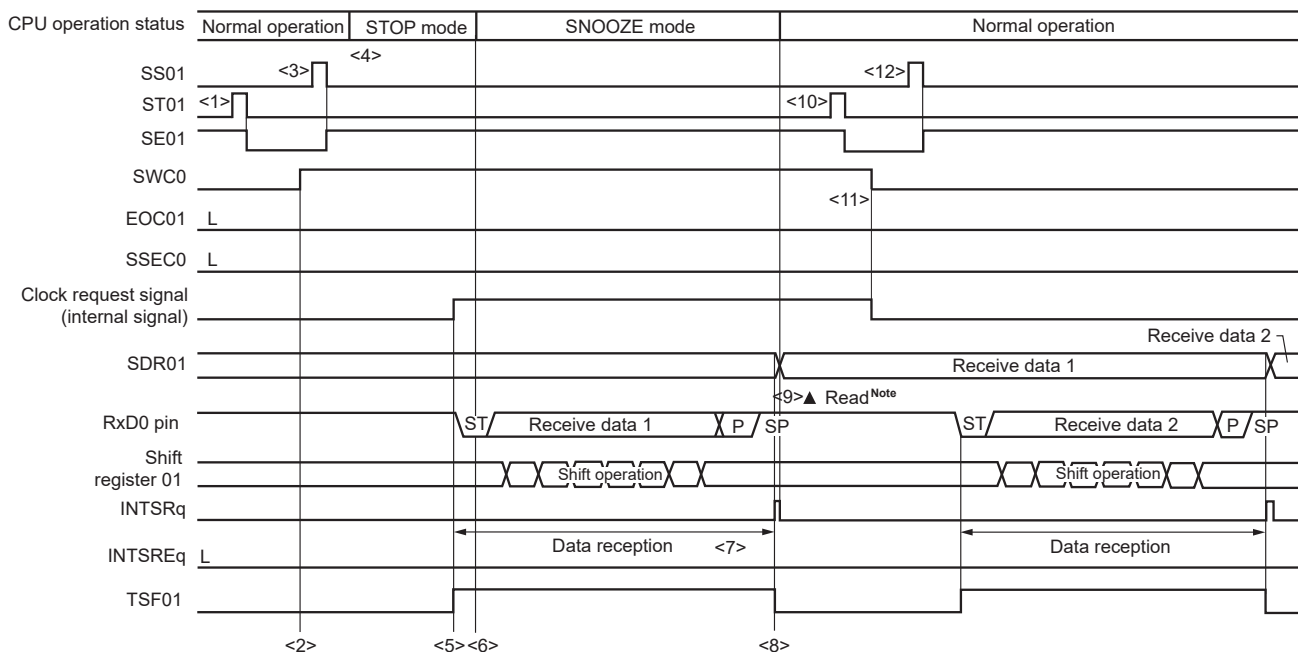 CPU operation status Normal operation STOP mode SNOOZE mode Normal operation
<4>
SS01 <3> <12>
ST01 <1> <10>
SE01
SWC0
<11>
EOC01 L
SSEC0 L
Clock request signal
(internal signal)
Receive data 2
SDR01 Receive data 1
<9>▲ Read Note
RxD0 pin ST Receive data 1 P SP ST Receive data 2 P SP
Shift
register 01 Shift operation Shift operation
INTSRq
Data reception <7> Data reception
INTSREq L
TSF01
<2> <5> <6> <8>